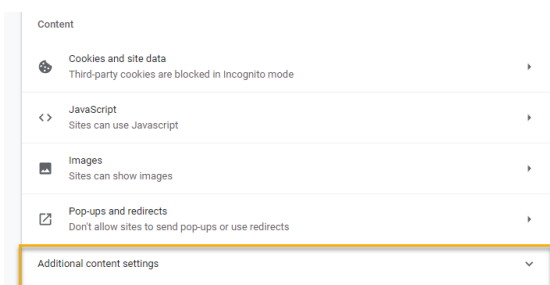 Content
Cookies and site data
Third-party cookies are blocked in Incognito mode
JavaScript
Sites can use Javascript
Images
Sites can show images
Pop-ups and redirects
Don't allow sites to send pop-ups or use redirects
Additional content settings